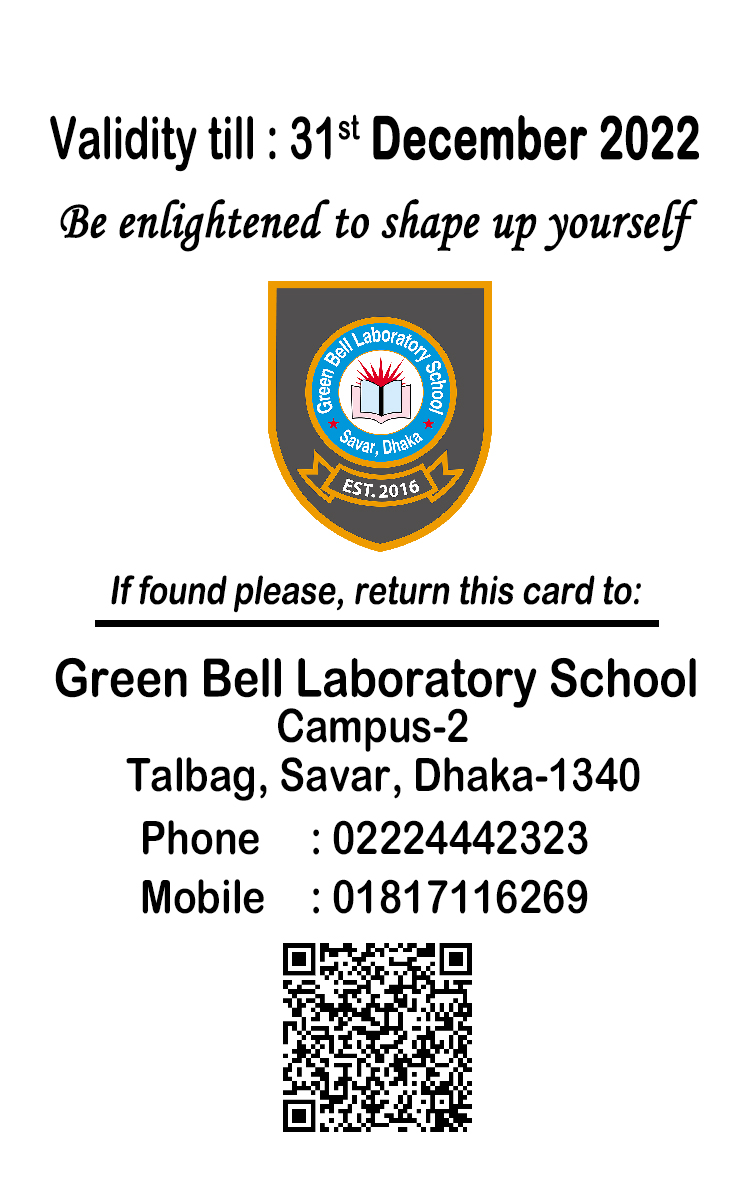 Validity till : 31st December 2022
Be enlightened to shape up yourself
Green Bell Laboratory School
Savar, Dhaka
EST. 2016
If found please, return this card to:
Green Bell Laboratory School
Campus-2
Talbag, Savar, Dhaka-1340
Phone : 02224442323
Mobile : 01817116269